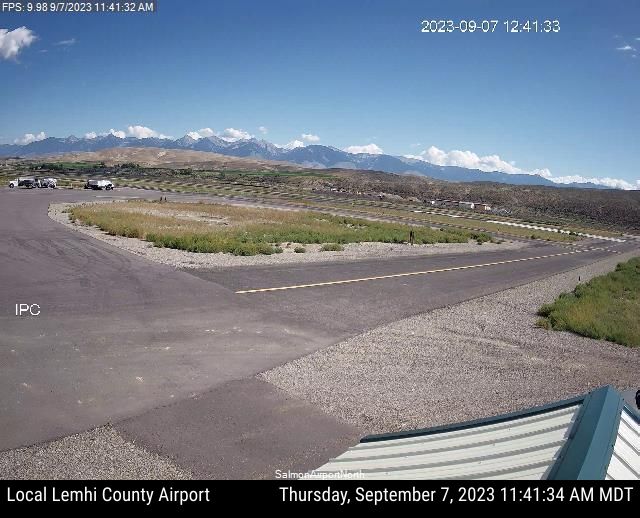 FPS: 9.98 9/7/2023 11:41:32 AM
2023-09-07 12:41:33
IPC
SalmonAirportNorth
Local Lemhi County Airport Thursday, September 7, 2023 11:41:34 AM MDT